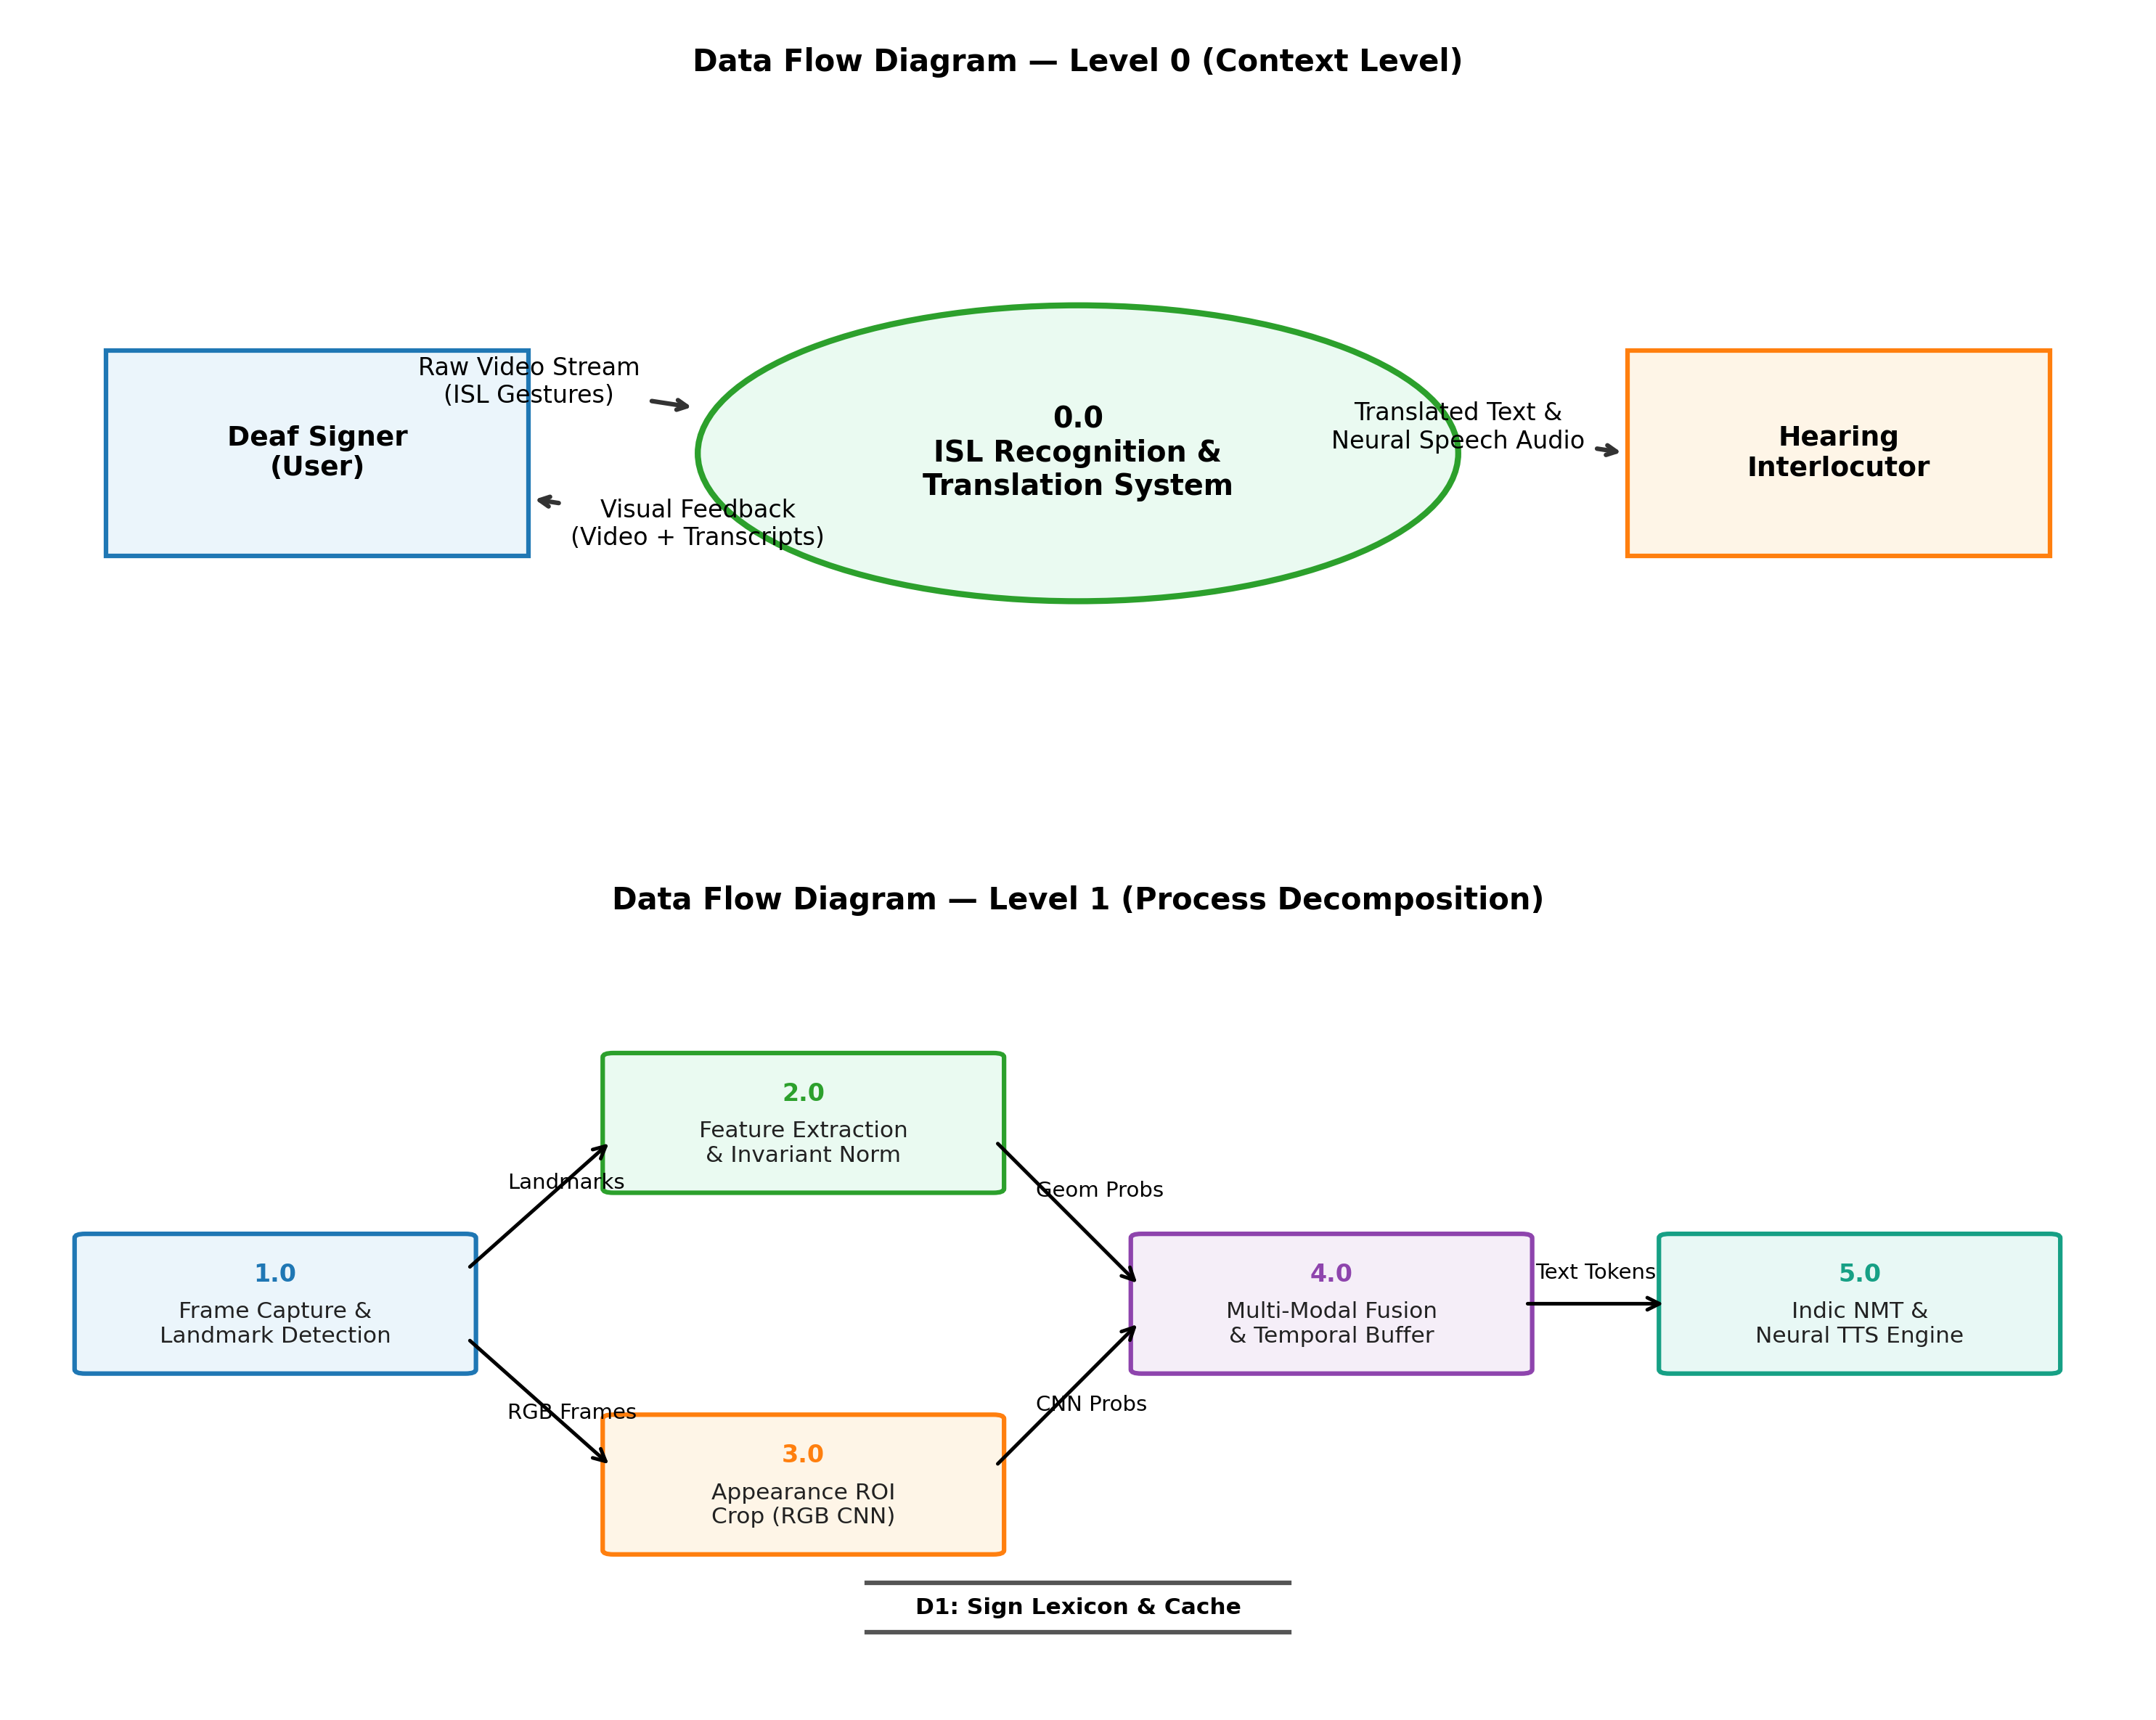 Data Flow Diagram — Level 0 (Context Level)
Raw Video Stream
(ISL Gestures)
Deaf Signer
(User)
Visual Feedback
(Video + Transcripts)
0.0
ISL Recognition &
Translation System
Translated Text &
Neural Speech Audio
Hearing
Interlocutor
Data Flow Diagram — Level 1 (Process Decomposition)
1.0
Frame Capture &
Landmark Detection
Landmarks
RGB Frames
2.0
Feature Extraction
& Invariant Norm
3.0
Appearance ROI
Crop (RGB CNN)
Geom Probs
CNN Probs
4.0
Multi-Modal Fusion
& Temporal Buffer
Text Tokens
5.0
Indic NMT &
Neural TTS Engine
D1: Sign Lexicon & Cache